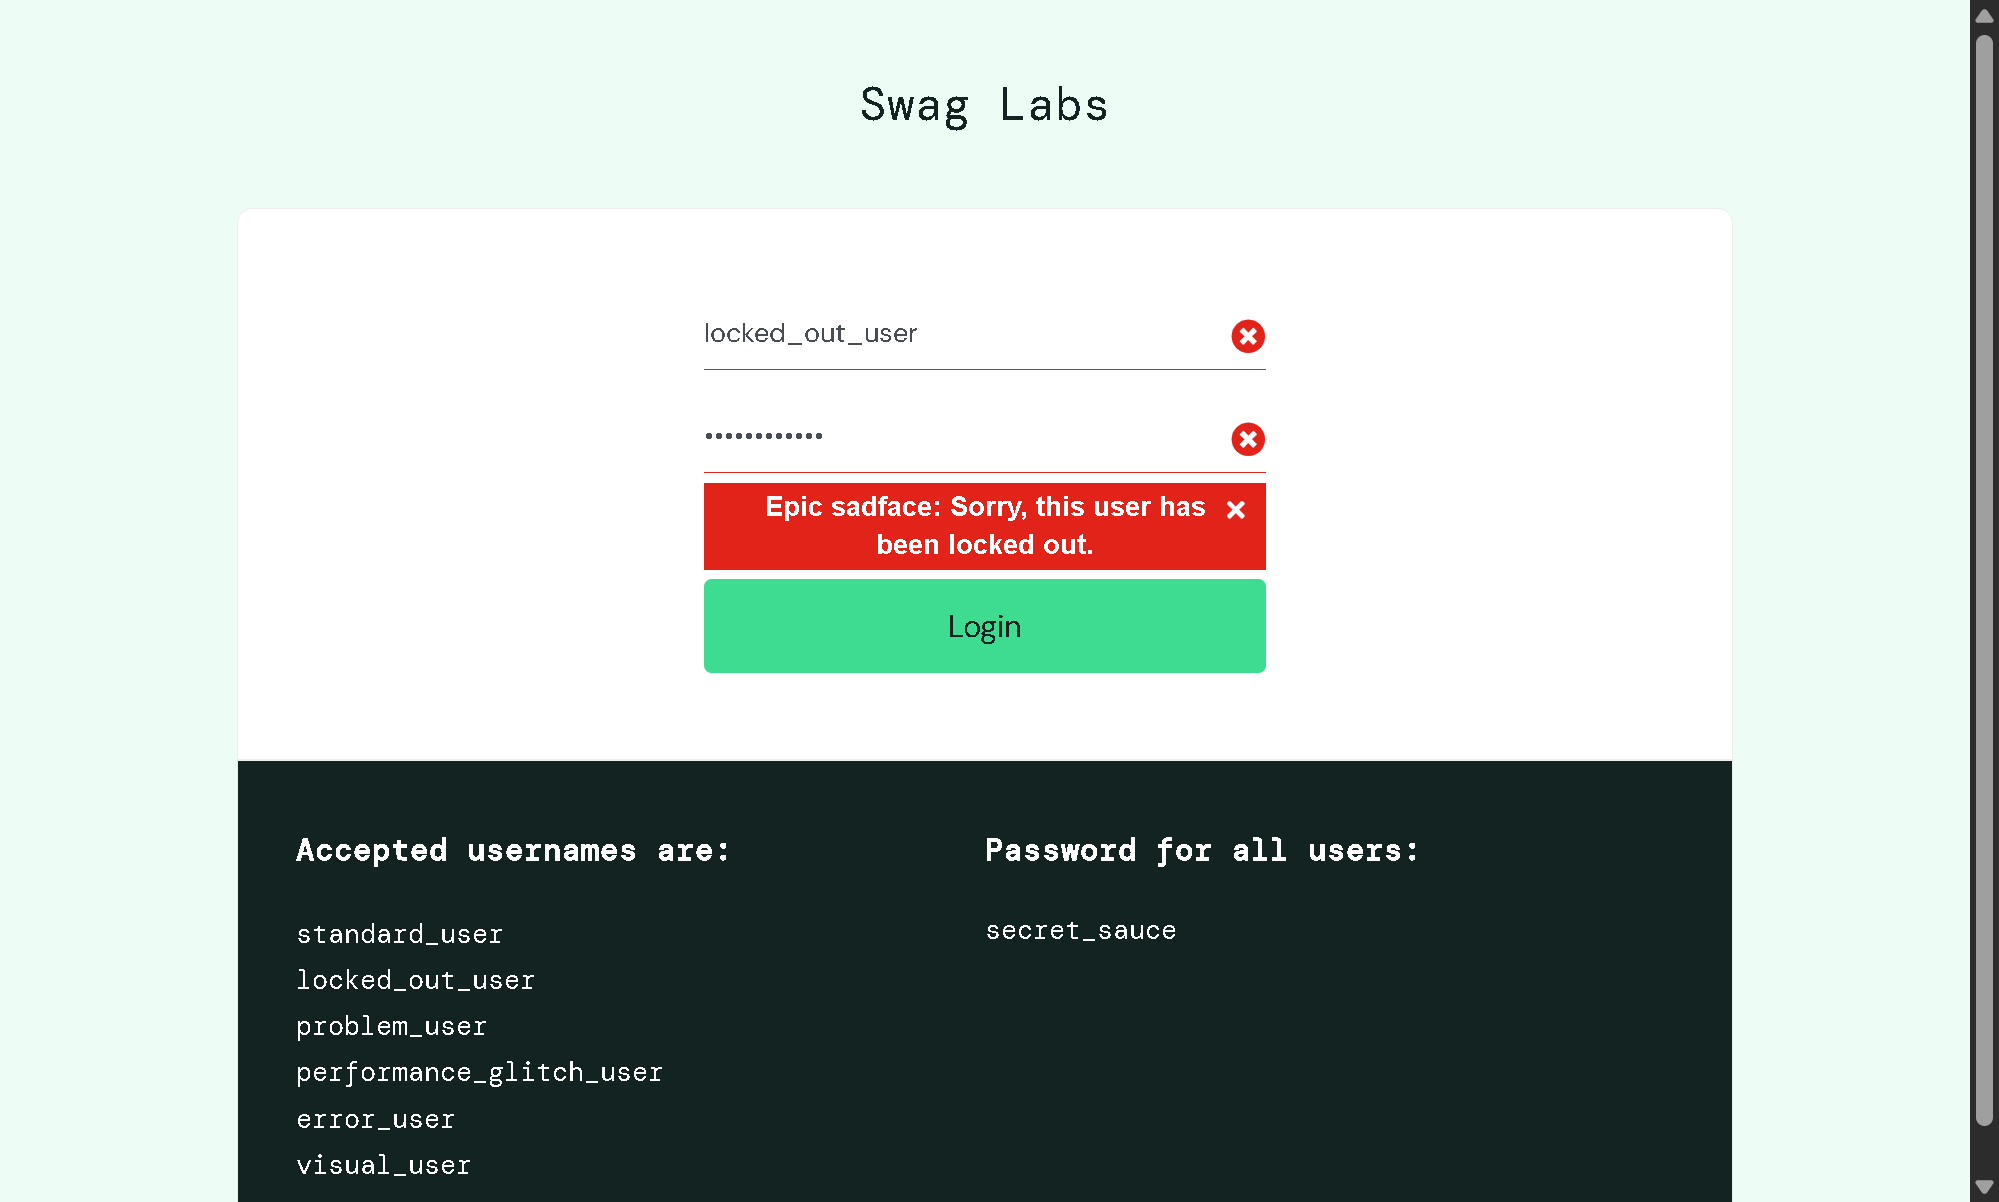 Swag Labs
locked_out_user
••••••••••••
Epic sadface: Sorry, this user has
been locked out.
Login
Accepted usernames are:
standard_user
locked_out_user
problem_user
performance_glitch_user
error_user
visual_user
Password for all users:
secret_sauce